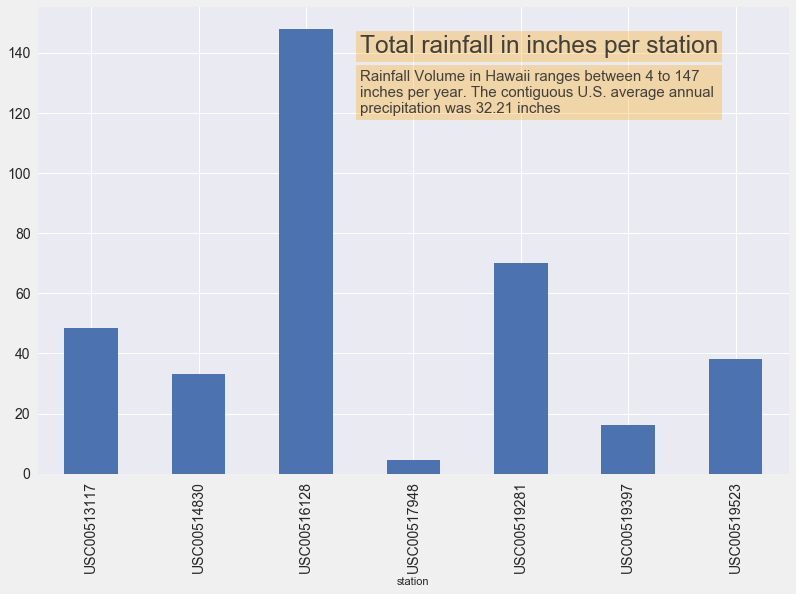 Total rainfall in inches per station
Rainfall Volume in Hawaii ranges between 4 to 147
inches per year. The contiguous U.S. average annual
precipitation was 32.21 inches
140
120
100
80
60
40
20
0
USC00513117
USC00514830
USC00516128
USC00517948
USC00519281
USC00519397
USC00519523
station